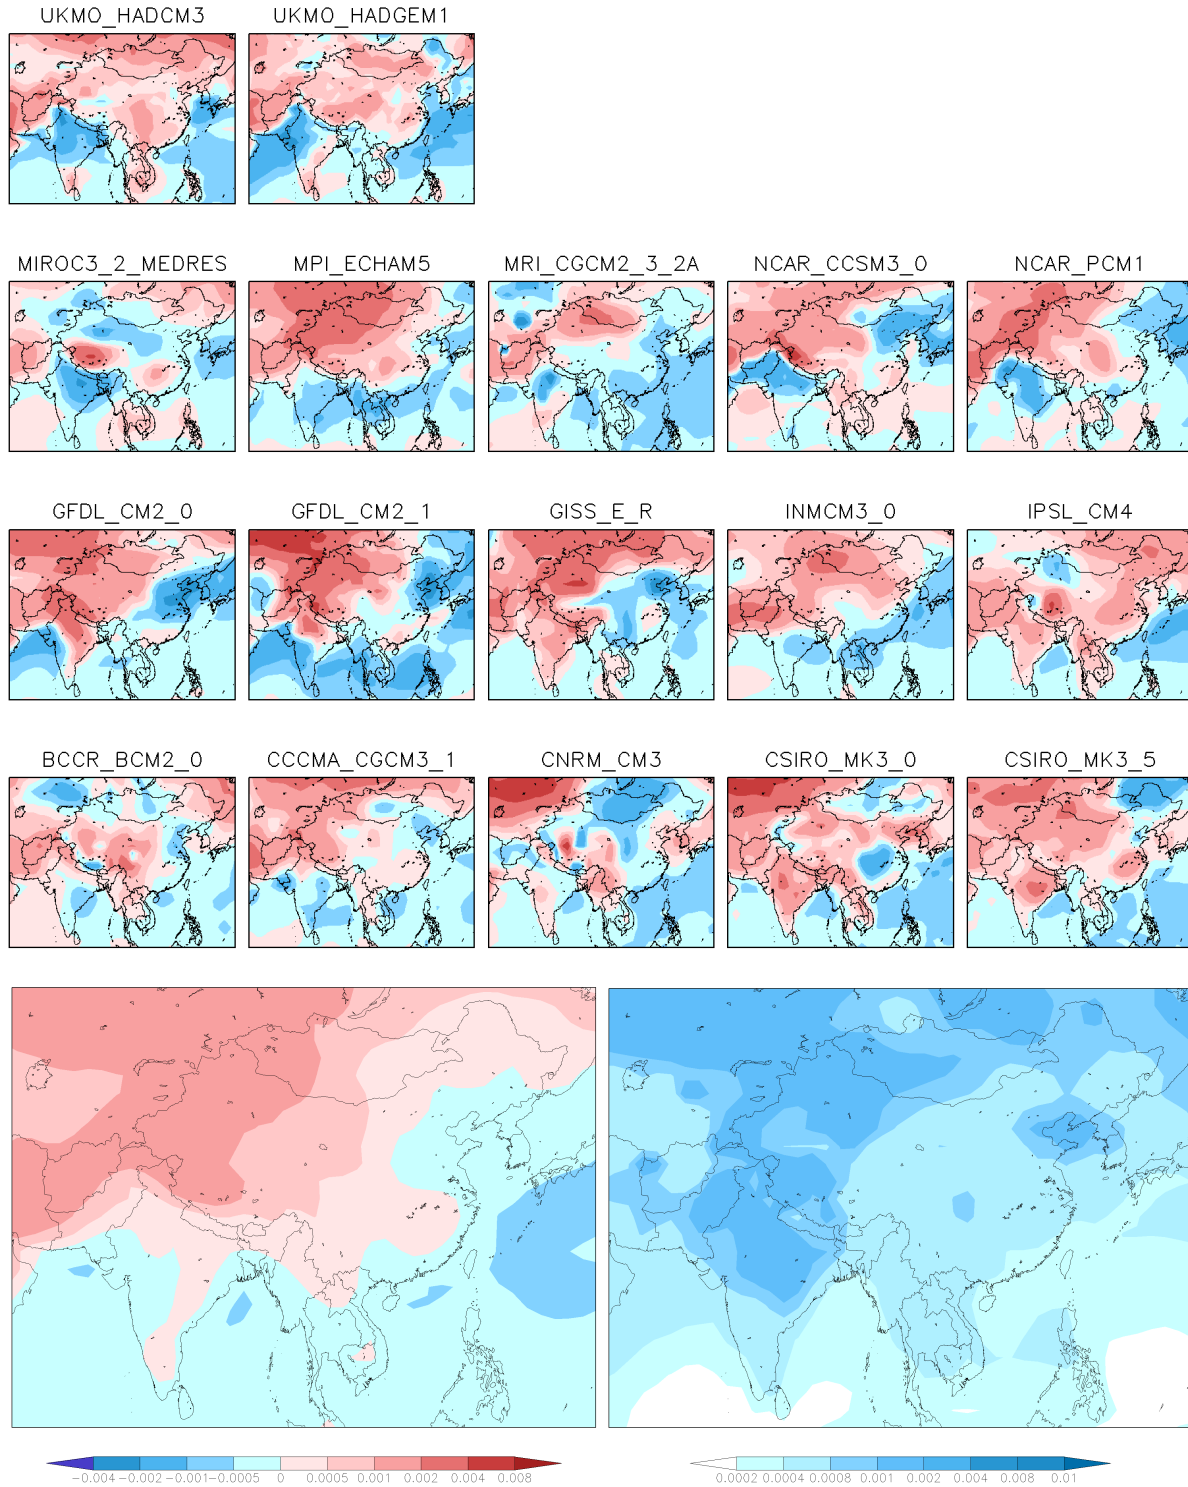 UKMO_HADCM3 UKMO_HADGEM1
MIROC3_2_MEDRES MPI_ECHAM5 MRI_CGCM2_3_2A NCAR_CCSM3_0 NCAR_PCM1
GFDL_CM2_0 GFDL_CM2_1 GISS_E_R INMCM3_0 IPSL_CM4
BCCR_BCM2_0 CCCMA_CGCM3_1 CNRM_CM3 CSIRO_MK3_0 CSIRO_MK3_5
-0.004 -0.002 -0.001 -0.0005 0 0.0005 0.001 0.002 0.004 0.008 0.0002 0.0004 0.0008 0.001 0.002 0.004 0.008 0.01